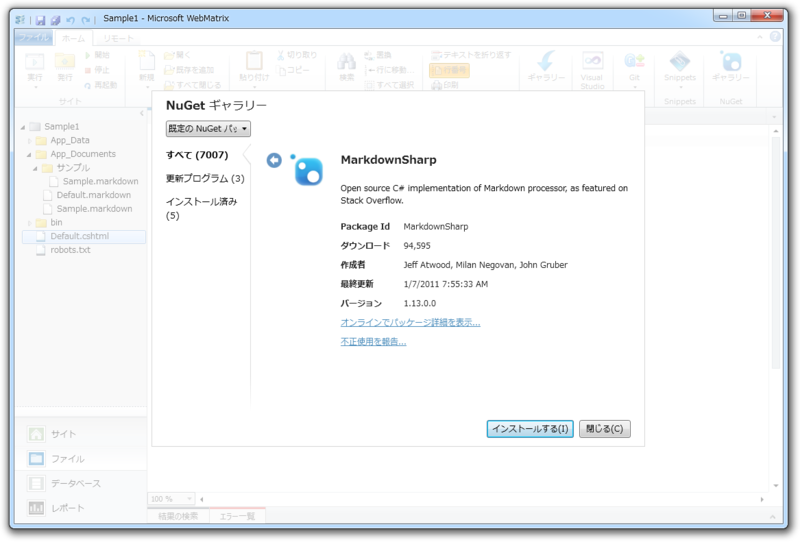 Sample1 - Microsoft WebMatrix
ファイル ホーム リモート
開始
停止
再起動
実行 発行
サイト
新規
開く
既存を追加
すべて閉じる
貼り付け
切り取り
コピー
検索
置換
行に移動...
すべて選択
テキストを折り返す
行番号
印刷
ギャラリー
Visual
Studio
Git
Snippets
Snippets
ギャラリー
NuGet
Sample1
App_Data
App_Documents
サンプル
Sample.markdown
Default.markdown
Sample.markdown
bin
Default.cshtml
robots.txt
サイト
ファイル
データベース
レポート
NuGet ギャラリー
既定の NuGet パッ
すべて (7007)
更新プログラム (3)
インストール済み
(5)
MarkdownSharp
Open source C# implementation of Markdown processor, as featured on
Stack Overflow.
Package Id MarkdownSharp
ダウンロード 94,595
作成者 Jeff Atwood, Milan Negovan, John Gruber
最終更新 1/7/2011 7:55:33 AM
バージョン 1.13.0.0
オンラインでパッケージ詳細を表示...
不正使用を報告...
インストールする(I) 閉じる(C)
100 %
結果の検索 エラー一覧